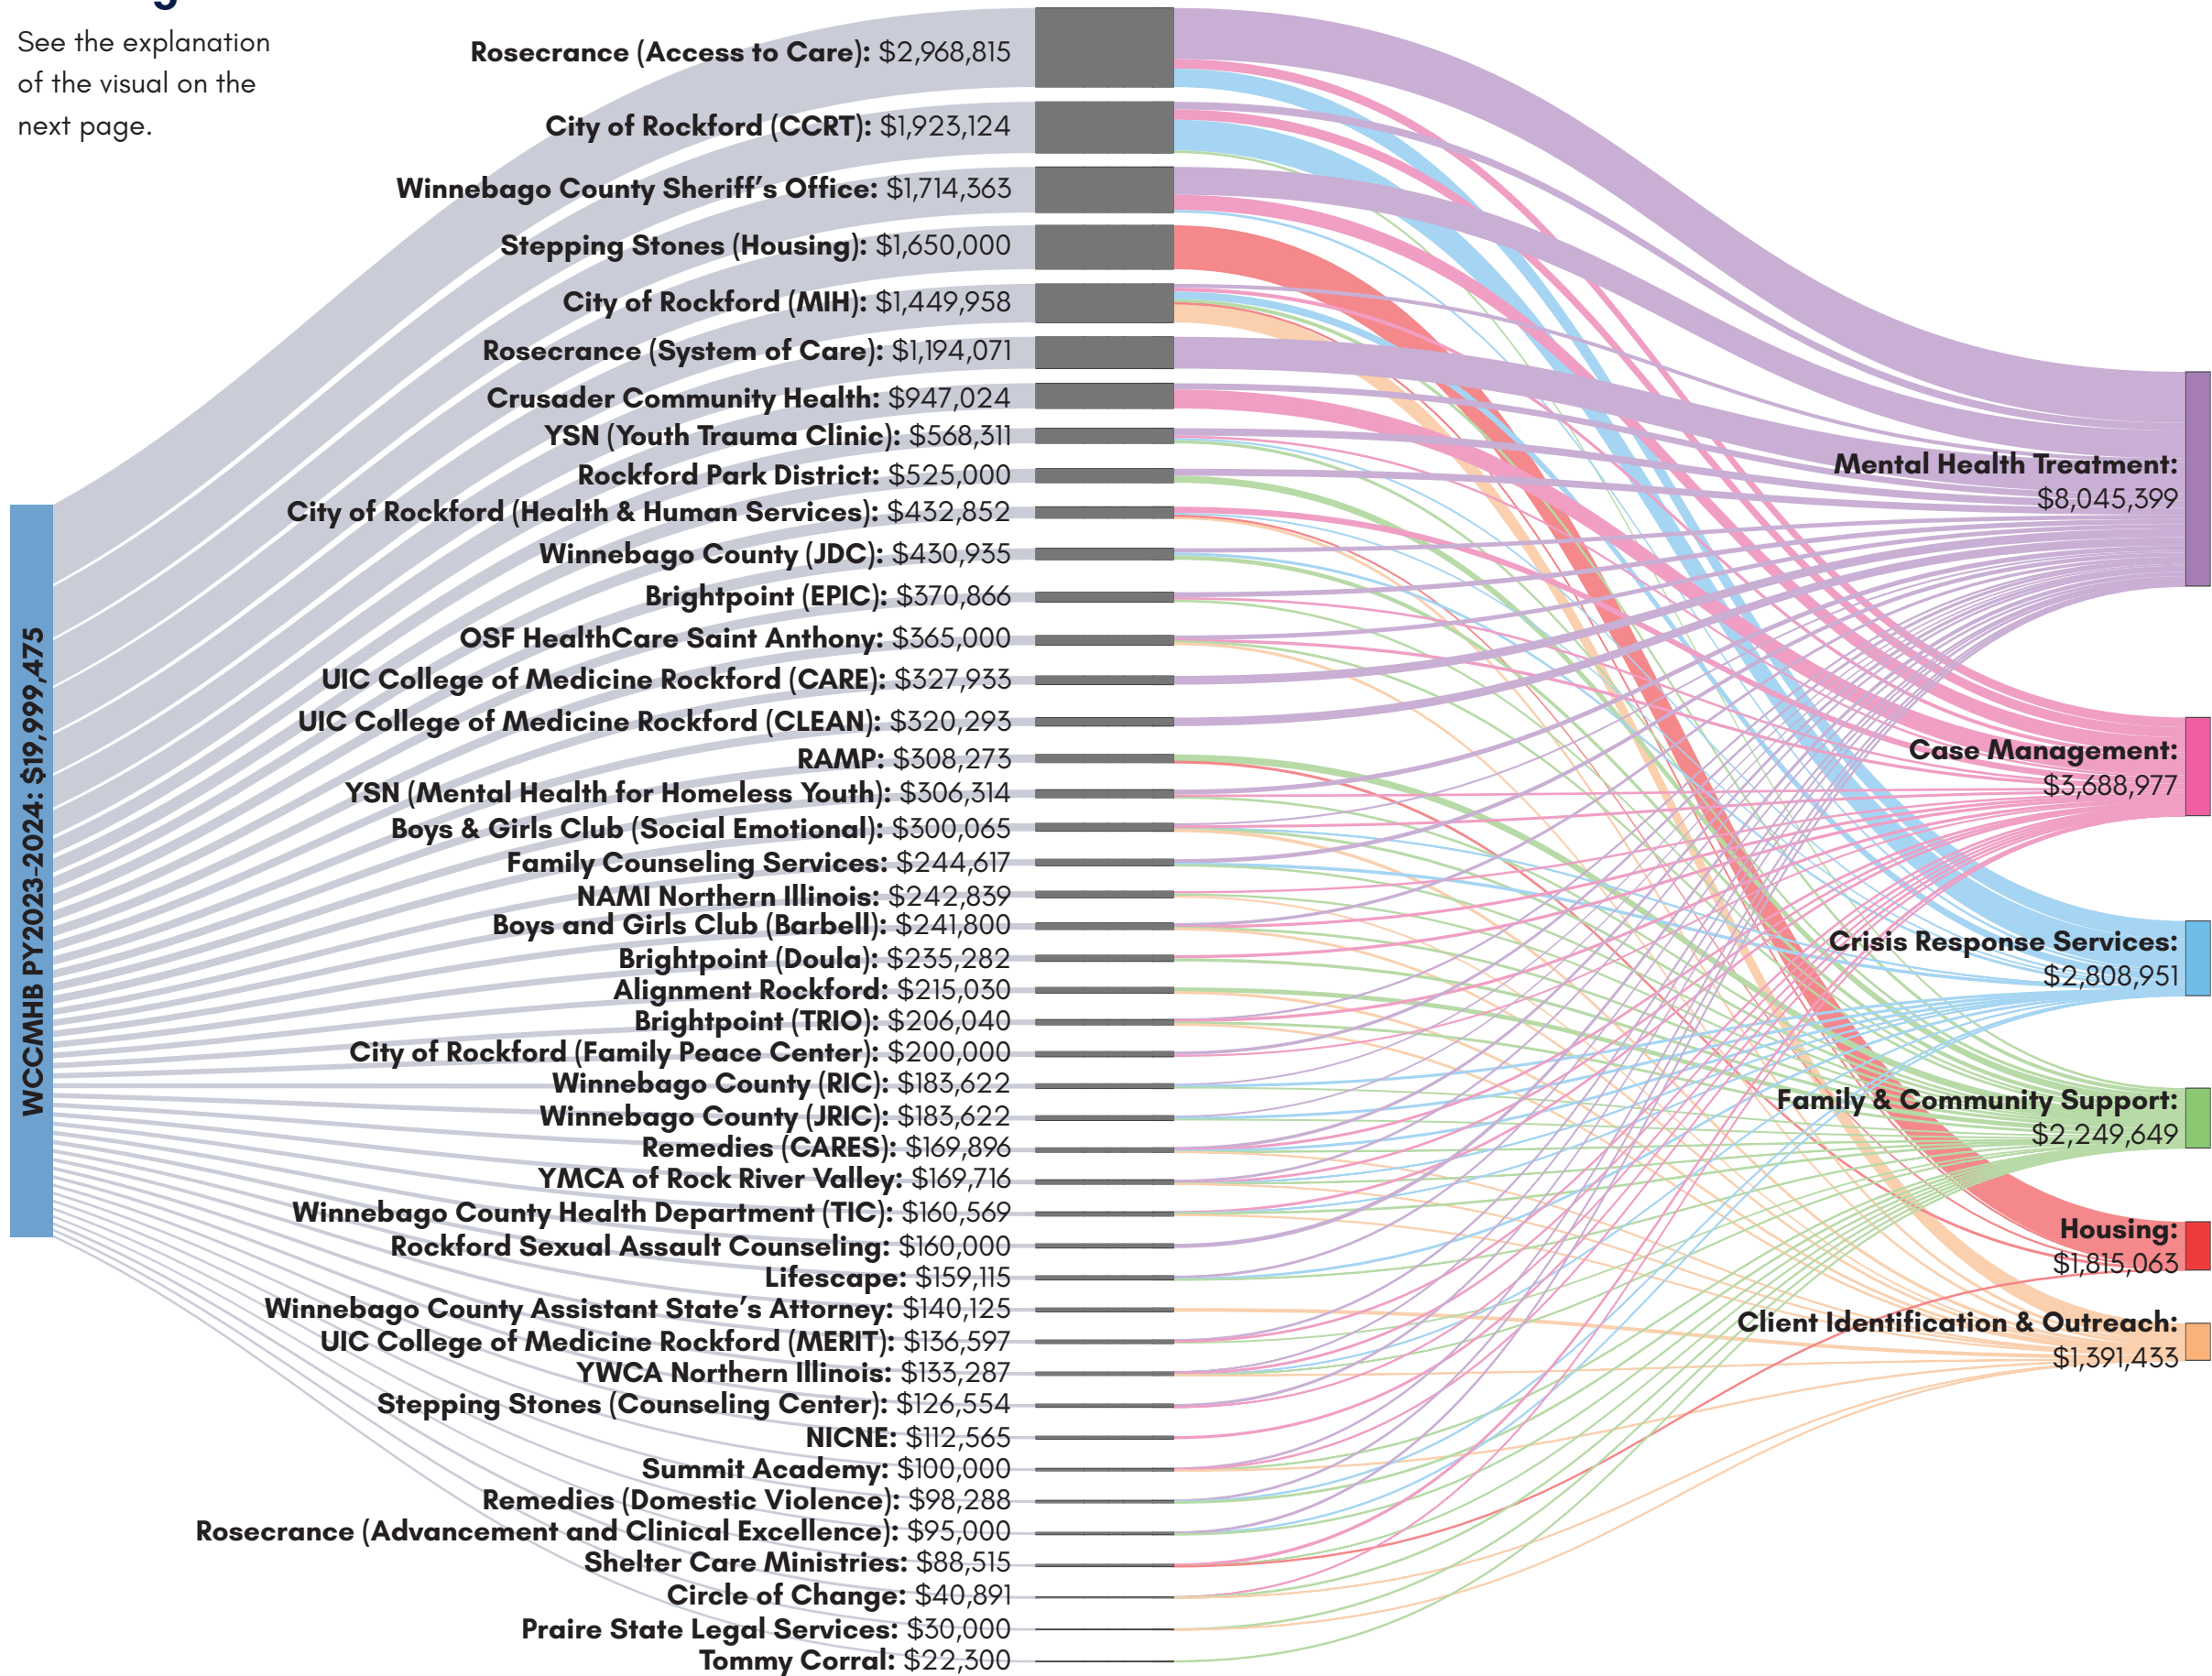 See the explanation
of the visual on the
next page.
WCCMHB PY2023-2024: $19,999,475
Rosecrance (Access to Care): $2,968,815
City of Rockford (CCRT): $1,923,124
Winnebago County Sheriff’s Office: $1,714,363
Stepping Stones (Housing): $1,650,000
City of Rockford (MIH): $1,449,958
Rosecrance (System of Care): $1,194,071
Crusader Community Health: $947,024
YSN (Youth Trauma Clinic): $568,311
Rockford Park District: $525,000
City of Rockford (Health & Human Services): $432,852
Winnebago County (JDC): $430,935
Brightpoint (EPIC): $370,866
OSF HealthCare Saint Anthony: $365,000
UIC College of Medicine Rockford (CARE): $327,933
UIC College of Medicine Rockford (CLEAN): $320,293
RAMP: $308,273
YSN (Mental Health for Homeless Youth): $306,314
Boys & Girls Club (Social Emotional): $300,065
Family Counseling Services: $244,617
NAMI Northern Illinois: $242,839
Boys and Girls Club (Barbell): $241,800
Brightpoint (Doula): $235,282
Alignment Rockford: $215,030
Brightpoint (TRIO): $206,040
City of Rockford (Family Peace Center): $200,000
Winnebago County (RIC): $183,622
Winnebago County (JRIC): $183,622
Remedies (CARES): $169,896
YMCA of Rock River Valley: $169,716
Winnebago County Health Department (TIC): $160,569
Rockford Sexual Assault Counseling: $160,000
Lifescape: $159,115
Winnebago County Assistant State’s Attorney: $140,125
UIC College of Medicine Rockford (MERIT): $136,597
YWCA Northern Illinois: $133,287
Stepping Stones (Counseling Center): $126,554
NICNE: $112,565
Summit Academy: $100,000
Remedies (Domestic Violence): $98,288
Rosecrance (Advancement and Clinical Excellence): $95,000
Shelter Care Ministries: $88,515
Circle of Change: $40,891
Praire State Legal Services: $30,000
Tommy Corral: $22,300
Mental Health Treatment:
$8,045,399
Case Management:
$3,688,977
Crisis Response Services:
$2,808,951
Family & Community Support:
$2,249,649
Housing:
$1,815,063
Client Identification & Outreach:
$1,391,433